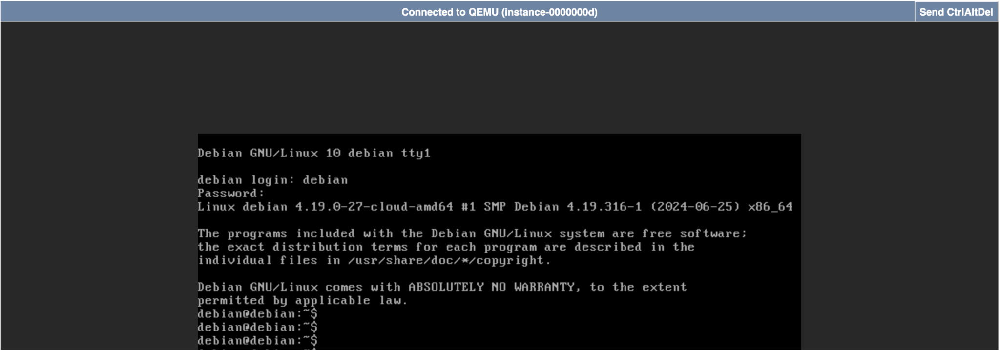 Connected to QEMU (instance-0000000d)
Send CtrlAltDel
Debian GNU/Linux 10 debian tty1
debian login: debian
Password:
Linux debian 4.19.0-27-cloud-amd64 #1 SMP Debian 4.19.316-1 (2024-06-25) x86_64
The programs included with the Debian GNU/Linux system are free software;
the exact distribution terms for each program are described in the
individual files in /usr/share/doc/*/copyright.
Debian GNU/Linux comes with ABSOLUTELY NO WARRANTY, to the extent
permitted by applicable law.
debian@debian:~$
debian@debian:~$
debian@debian:~$